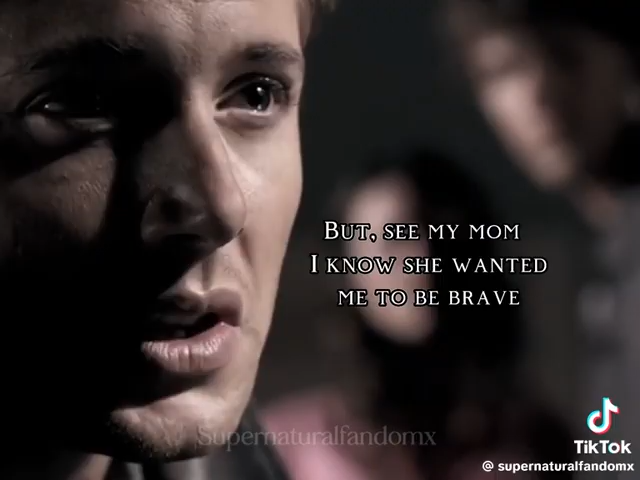 But, see my mom
I know she wanted
me to be brave
Supernaturalfandomx
TikTok
@ supernaturalfandomx